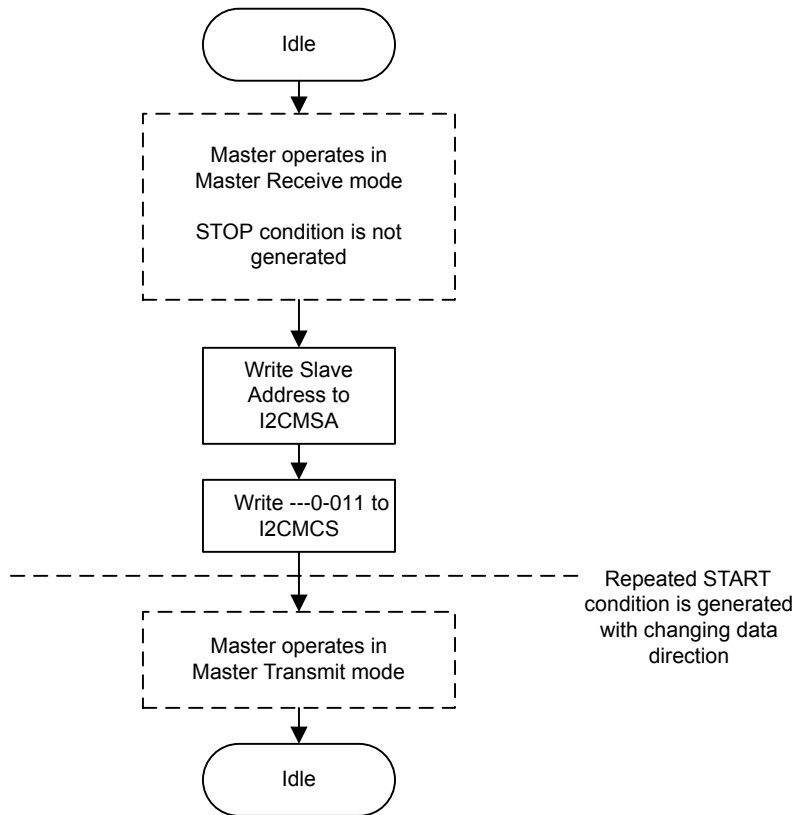 Idle
Master operates in
Master Receive mode
STOP condition is not
generated
Write Slave
Address to
I2CMSA
Write ---0-011 to
I2CMCS
Repeated START
condition is generated
with changing data
direction
Master operates in
Master Transmit mode
Idle